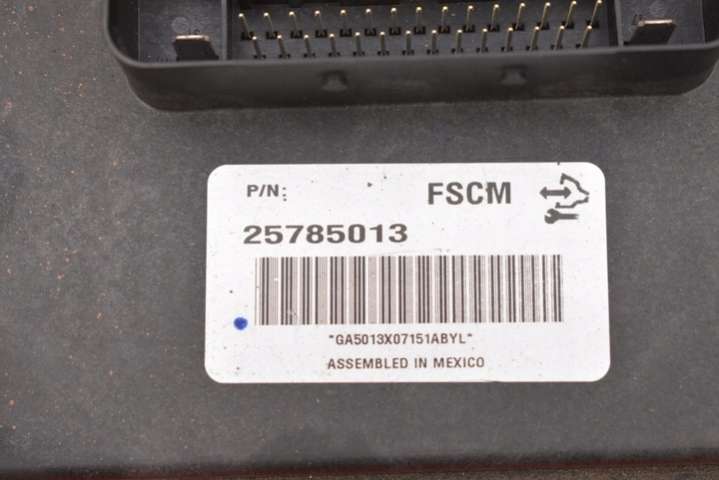 P/N: FSCM
25785013
"GA5013X07151ABYL"
ASSEMBLED IN MEXICO